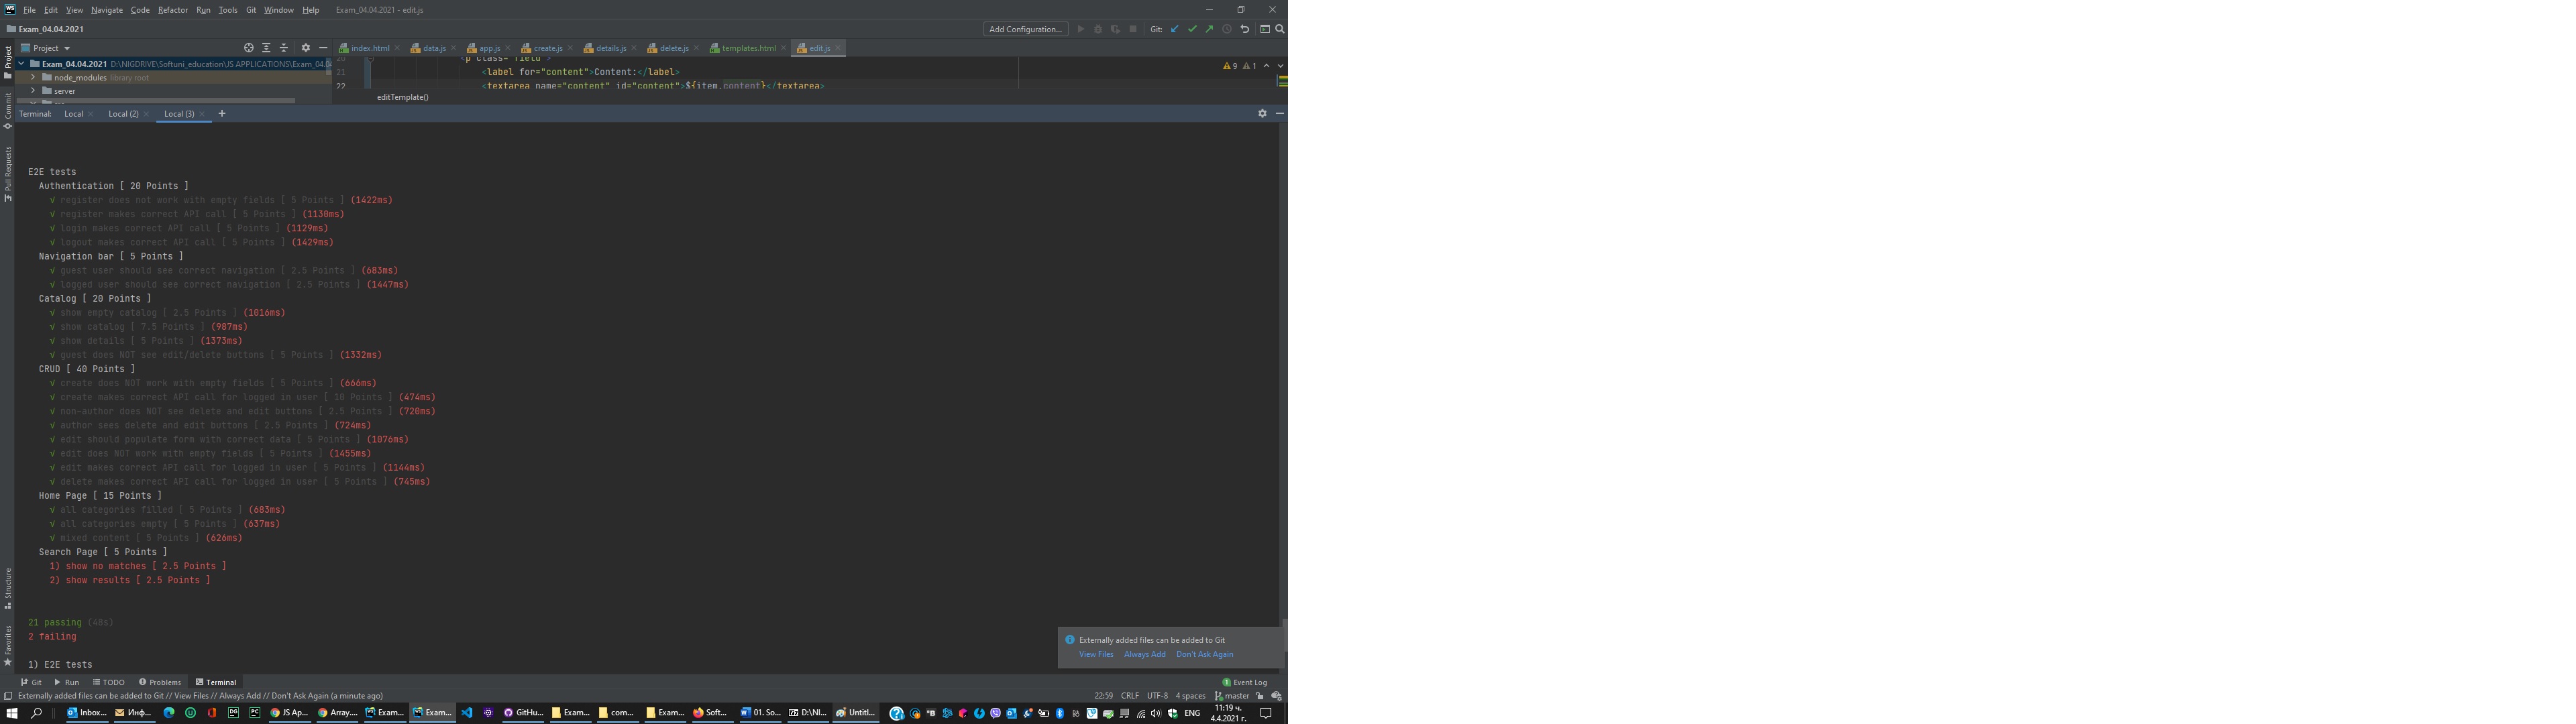 WS File Edit View Navigate Code Refactor Run Tools Git Window Help Exam_04.04.2021 - edit.js
Exam_04.04.2021 Add Configuration... Git:
Project index.html data.js app.js create.js details.js delete.js templates.html edit.js
Exam_04.04.2021 D:\NIGDRIVE\Softuni_education\JS APPLICATIONS\Exam_04.04
20 <p class="field">
node_modules library root
21 <label for="content">Content:</label>
9 1
server
22 <textarea name="content" id="content">${item.content}</textarea>
editTemplate()
Terminal: Local Local (2) Local (3) +
E2E tests
Authentication [ 20 Points ]
√ register does not work with empty fields [ 5 Points ] (1422ms)
√ register makes correct API call [ 5 Points ] (1130ms)
√ login makes correct API call [ 5 Points ] (1129ms)
√ logout makes correct API call [ 5 Points ] (1429ms)
Navigation bar [ 5 Points ]
√ guest user should see correct navigation [ 2.5 Points ] (683ms)
√ logged user should see correct navigation [ 2.5 Points ] (1447ms)
Catalog [ 20 Points ]
√ show empty catalog [ 2.5 Points ] (1016ms)
√ show catalog [ 7.5 Points ] (987ms)
√ show details [ 5 Points ] (1373ms)
√ guest does NOT see edit/delete buttons [ 5 Points ] (1332ms)
CRUD [ 40 Points ]
√ create does NOT work with empty fields [ 5 Points ] (666ms)
√ create makes correct API call for logged in user [ 10 Points ] (474ms)
√ non-author does NOT see delete and edit buttons [ 2.5 Points ] (720ms)
√ author sees delete and edit buttons [ 2.5 Points ] (724ms)
√ edit should populate form with correct data [ 5 Points ] (1076ms)
√ edit does NOT work with empty fields [ 5 Points ] (1455ms)
√ edit makes correct API call for logged in user [ 5 Points ] (1144ms)
√ delete makes correct API call for logged in user [ 5 Points ] (745ms)
Home Page [ 15 Points ]
√ all categories filled [ 5 Points ] (683ms)
√ all categories empty [ 5 Points ] (637ms)
√ mixed content [ 5 Points ] (626ms)
Search Page [ 5 Points ]
1) show no matches [ 2.5 Points ]
2) show results [ 2.5 Points ]
21 passing (48s)
2 failing
1) E2E tests
Externally added files can be added to Git
View Files Always Add Don't Ask Again
Project
Commit
Pull Requests
Structure
Favorites
Git Run TODO Problems Terminal 1 Event Log
Externally added files can be added to Git // View Files // Always Add // Don't Ask Again (a minute ago) 22:59 CRLF UTF-8 4 spaces master
Inbox... Инф... JS Ap... Array.... Exam... Exam... GitHu... Exam... com... Exam... Soft... 01. So... D:\NI... Untitl... ENG 11:19 ч.
4.4.2021 г.